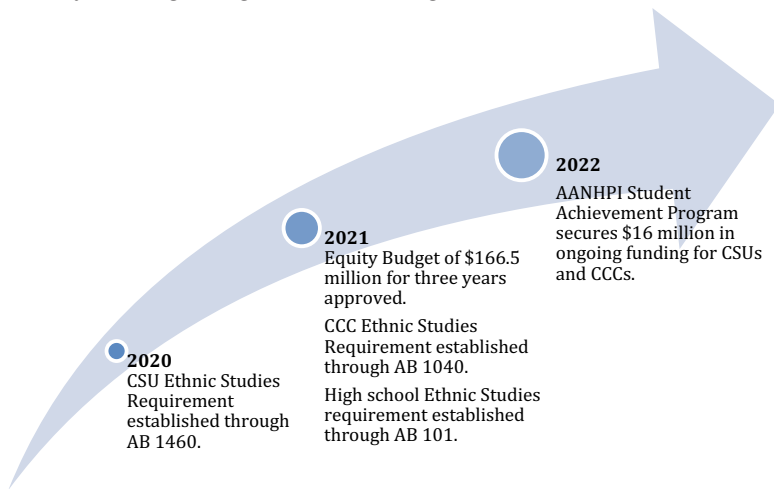 2020
CSU Ethnic Studies
Requirement
established through
AB 1460.
2021
Equity Budget of $166.5
million for three years
approved.
CCC Ethnic Studies
Requirement established
through AB 1040.
High school Ethnic Studies
requirement established
through AB 101.
2022
AANHPI Student
Achievement Program
secures $16 million in
ongoing funding for CSUs
and CCCs.